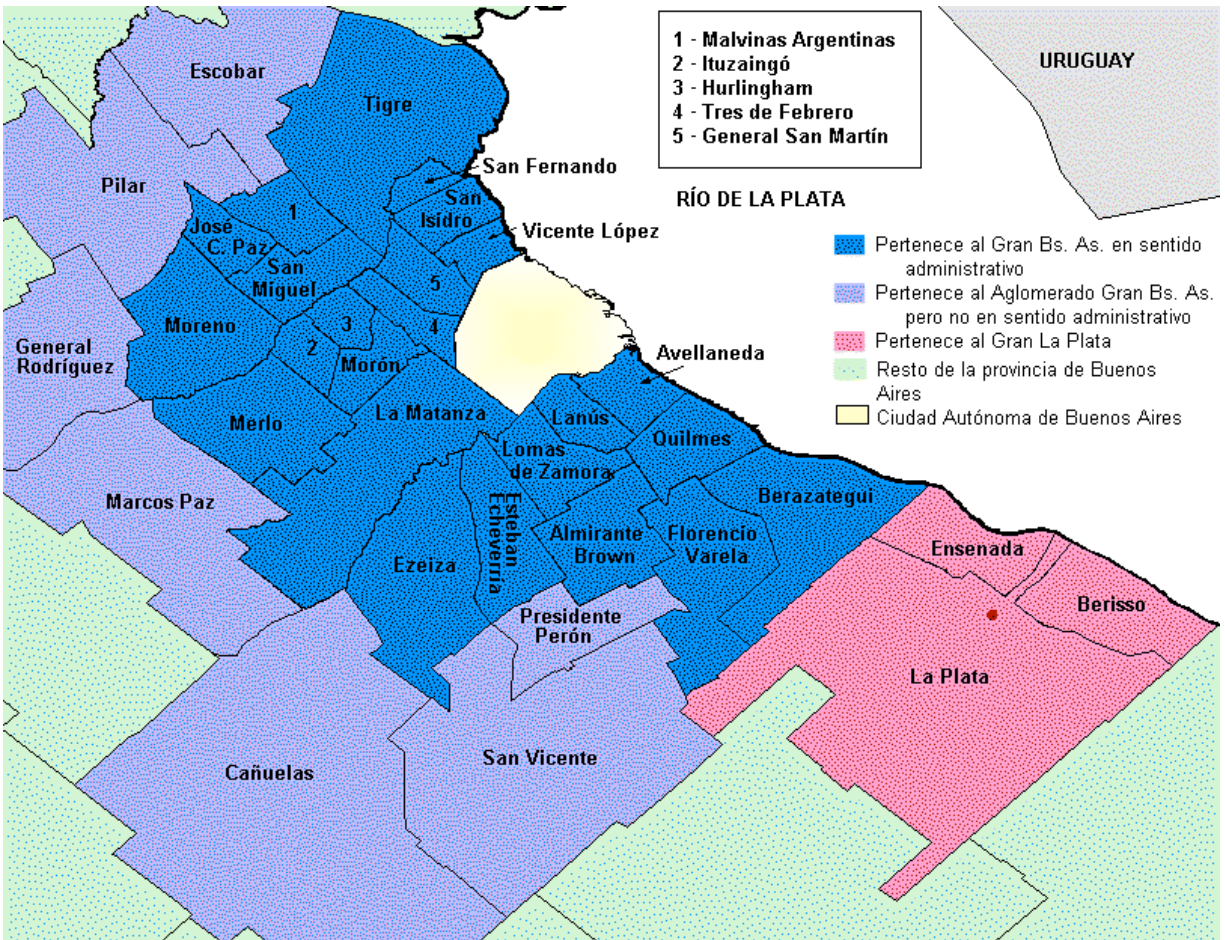 1 - Malvinas Argentinas
2 - Ituzaingó
3 - Hurlingham
4 - Tres de Febrero
5 - General San Martín
URUGUAY
Escobar
Tigre
San Fernando
Pilar
San
Isidro
RÍO DE LA PLATA
1
José
C. Paz
Vicente López
San
Miguel
5
Pertenece al Gran Bs. As. en sentido
administrativo
Pertenece al Aglomerado Gran Bs. As.
pero no en sentido administrativo
Pertenece al Gran La Plata
Resto de la provincia de Buenos
Aires
Ciudad Autónoma de Buenos Aires
Moreno
3
4
2
General
Rodríguez
Morón
Avellaneda
La Matanza
Merlo
Lanús
Quilmes
Lomas
de Zamora
Marcos Paz
Berazategui
Esteban
Echeverría
Almirante
Brown
Florencio
Varela
Ezeiza
Ensenada
Berisso
Presidente
Perón
La Plata
San Vicente
Cañuelas